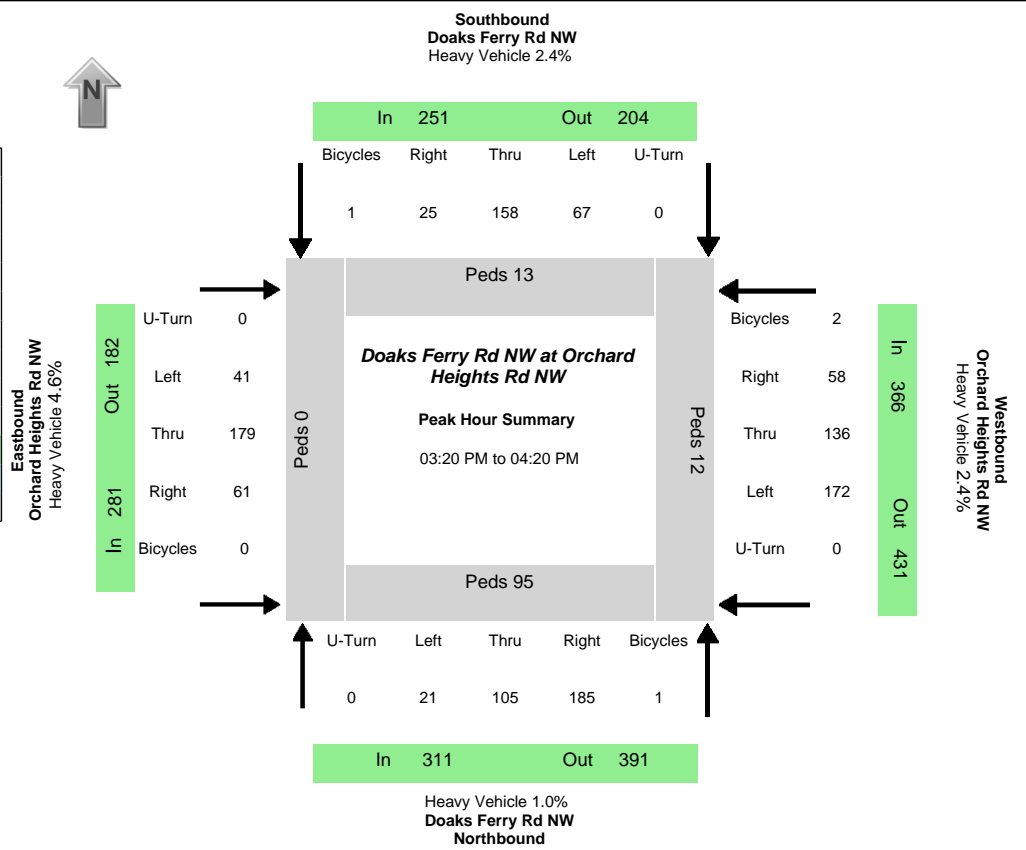 Southbound
Doaks Ferry Rd NW
Heavy Vehicle 2.4%
N
In 251 Out 204
Bicycles Right Thru Left U-Turn
1 25 158 67 0
Peds 13
Eastbound
Orchard Heights Rd NW
Heavy Vehicle 4.6%
In 281 Out 182
U-Turn 0
Left 41
Thru 179
Right 61
Bicycles 0
Peds 0
Doaks Ferry Rd NW at Orchard
Heights Rd NW
Peak Hour Summary
03:20 PM to 04:20 PM
Peds 12
Bicycles 2
Right 58
Thru 136
Left 172
U-Turn 0
In 366 Out 431
Westbound
Orchard Heights Rd NW
Heavy Vehicle 2.4%
Peds 95
U-Turn Left Thru Right Bicycles
0 21 105 185 1
In 311 Out 391
Heavy Vehicle 1.0%
Doaks Ferry Rd NW
Northbound